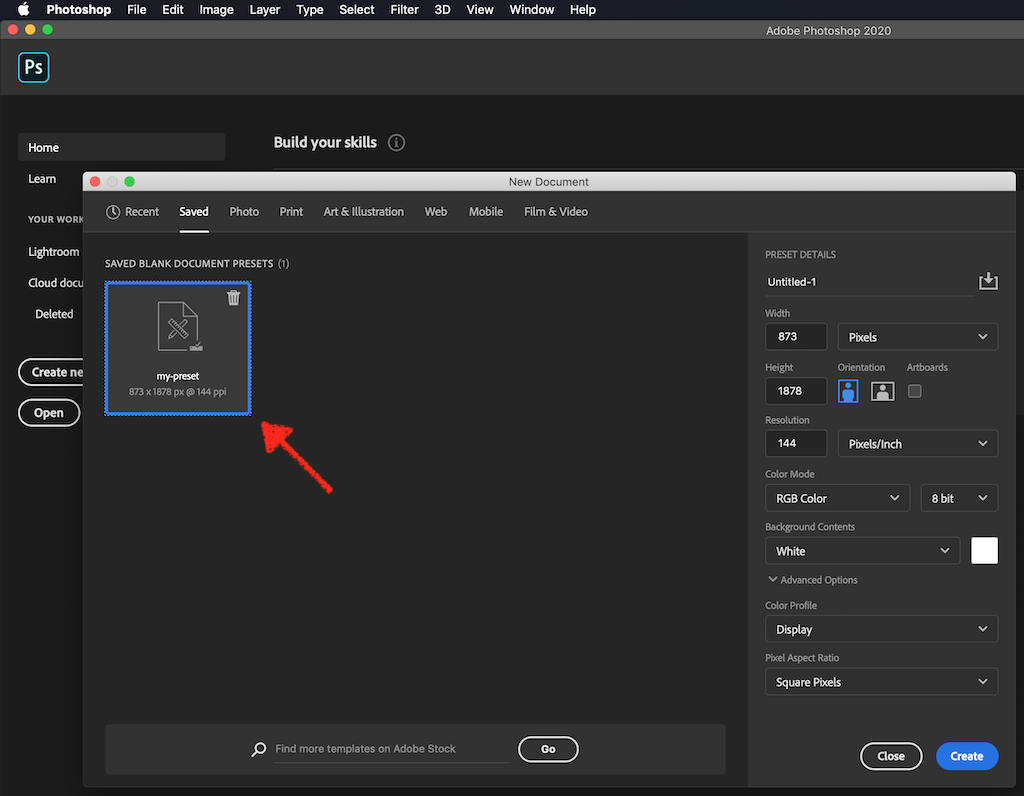 Photoshop File Edit Image Layer Type Select Filter 3D View Window Help
Adobe Photoshop 2020
Ps
Home
Build your skills
Learn
New Document
Recent Saved Photo Print Art & Illustration Web Mobile Film & Video
YOUR WORK
Lightroom
Cloud docu
Deleted
Create ne
Open
SAVED BLANK DOCUMENT PRESETS (1)
my-preset
873 x 1878 px @ 144 ppi
PRESET DETAILS
Untitled-1
Width
873 Pixels
Height Orientation Artboards
1878
Resolution
144 Pixels/Inch
Color Mode
RGB Color 8 bit
Background Contents
White
Advanced Options
Color Profile
Display
Pixel Aspect Ratio
Square Pixels
Find more templates on Adobe Stock Go
Close Create